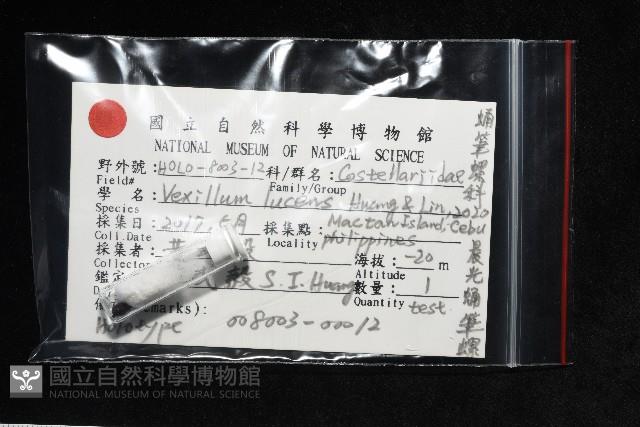 國立自然科學博物館
NATIONAL MUSEUM OF NATURAL SCIENCE
野外號: HOLO-8003-12 科/群名: Costellariidae
Field# Family/Group
學名: Vexillum lucens Huang & Lin, 2020
Species
採集日: 2017, 5月 採集點: Mactan Island, Cebu
Coll. Date Locality philippines
採集者: 海拔: -20 m
Collector Altitude
鑑定 毅 S. I. Huang 數量: 1
Quantity test
Holotype 008003-00012
蛹筆螺科
晨光蛹筆螺
國立自然科學博物館
NATIONAL MUSEUM OF NATURAL SCIENCE